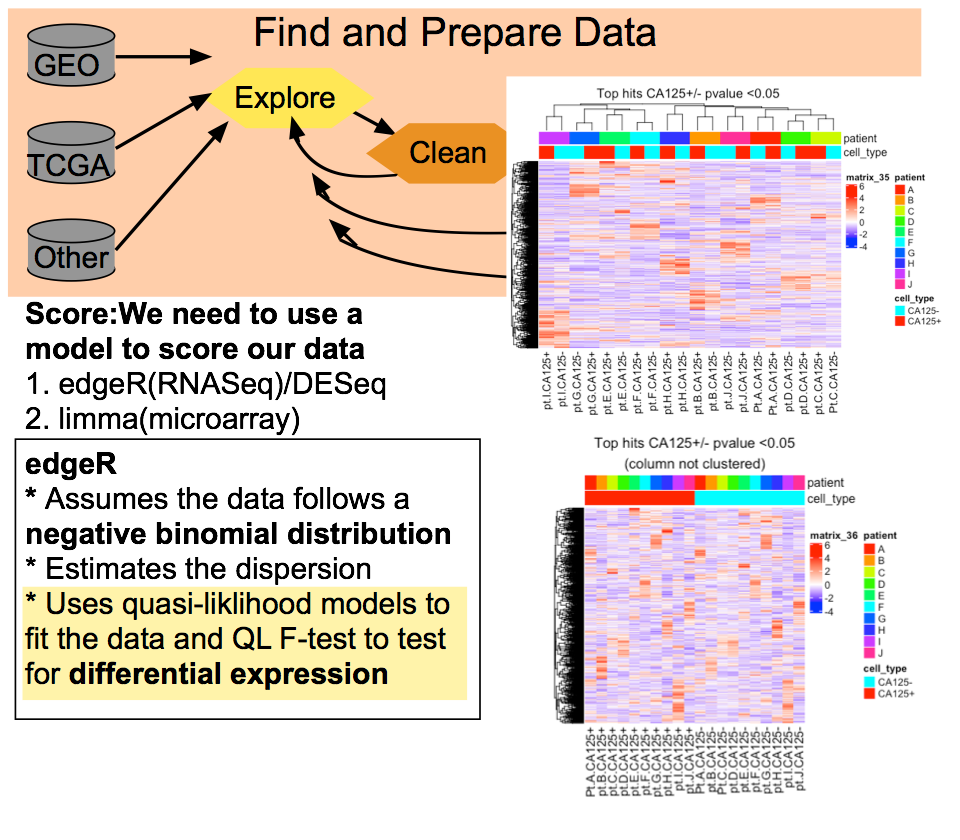 Find and Prepare Data
GEO
TCGA
Other
Explore
Clean
Score:We need to use a
model to score our data
1. edgeR(RNASeq)/DESeq
2. limma(microarray)
edgeR
* Assumes the data follows a
negative binomial distribution
* Estimates the dispersion
* Uses quasi-liklihood models to
fit the data and QL F-test to test
for differential expression
Top hits CA125+/- pvalue <0.05
patient
cell_type
matrix_35
6
4
2
0
-2
-4
patient
A
B
C
D
E
F
G
H
I
J
cell_type
CA125-
CA125+
pt.I.CA125+
pt.I.CA125-
pt.G.CA125-
pt.G.CA125+
pt.E.CA125+
pt.E.CA125-
pt.F.CA125+
pt.F.CA125-
pt.H.CA125+
pt.H.CA125-
pt.B.CA125+
pt.B.CA125-
pt.J.CA125-
pt.J.CA125+
Pt.A.CA125-
Pt.A.CA125+
pt.D.CA125-
pt.D.CA125+
pt.C.CA125+
Pt.C.CA125-
Top hits CA125+/- pvalue <0.05
(column not clustered)
patient
cell_type
matrix_36
6
4
2
0
-2
-4
patient
A
B
C
D
E
F
G
H
I
J
cell_type
CA125-
CA125+
Pt.A.CA125+
pt.B.CA125+
pt.C.CA125+
pt.D.CA125+
pt.E.CA125+
pt.F.CA125+
pt.G.CA125+
pt.H.CA125+
pt.I.CA125+
pt.J.CA125+
Pt.A.CA125-
pt.B.CA125-
Pt.C.CA125-
pt.D.CA125-
pt.E.CA125-
pt.F.CA125-
pt.G.CA125-
pt.H.CA125-
pt.I.CA125-
pt.J.CA125-